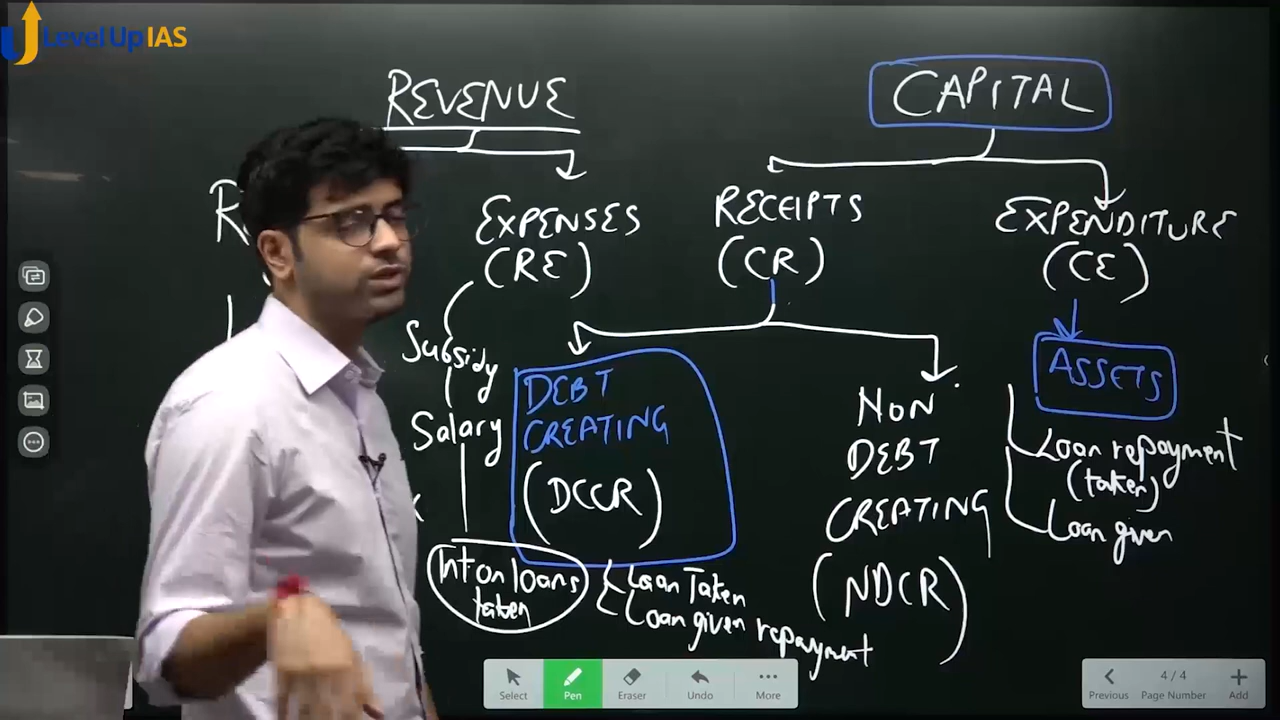 Level Up IAS
REVENUE
CAPITAL
R
EXPENSES
(RE)
RECEIPTS
(CR)
EXPENDITURE
(CE)
Subsidy
Salary
Int on loans
taken
DEBT
CREATING
(DCCR)
Loan Taken
Loan given repayment
NON
DEBT
CREATING
(NDCR)
ASSETS
Loan repayment
(taken)
Loan given
Select
Pen
Eraser
Undo
More
Previous
4 / 4
Page Number
Add